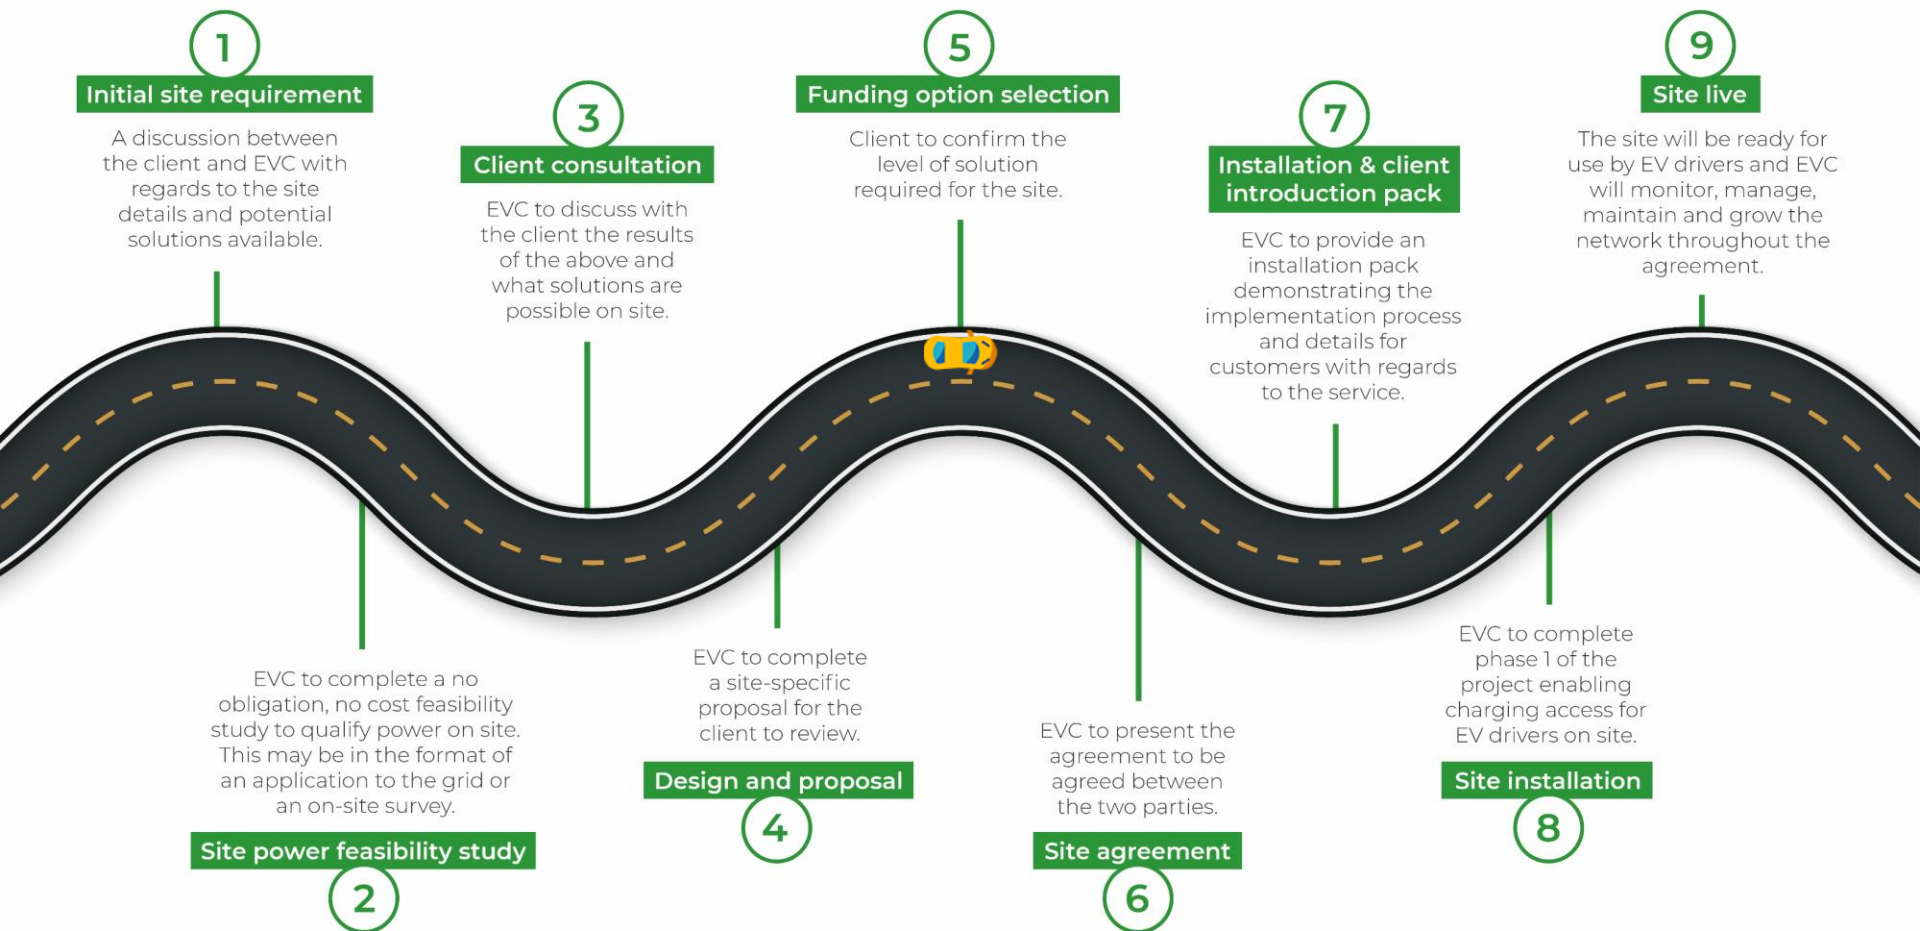 1
Initial site requirement
A discussion between
the client and EVC with
regards to the site
details and potential
solutions available.
EVC to complete a no
obligation, no cost feasibility
study to qualify power on site.
This may be in the format of
an application to the grid or
an on-site survey.
Site power feasibility study
2
3
Client consultation
EVC to discuss with
the client the results
of the above and
what solutions are
possible on site.
EVC to complete
a site-specific
proposal for the
client to review.
Design and proposal
4
5
Funding option selection
Client to confirm the
level of solution
required for the site.
EVC to present the
agreement to be
agreed between
the two parties.
Site agreement
6
7
Installation & client
introduction pack
EVC to provide an
installation pack
demonstrating the
implementation process
and details for
customers with regards
to the service.
EVC to complete
phase 1 of the
project enabling
charging access for
EV drivers on site.
Site installation
8
9
Site live
The site will be ready for
use by EV drivers and EVC
will monitor, manage,
maintain and grow the
network throughout the
agreement.